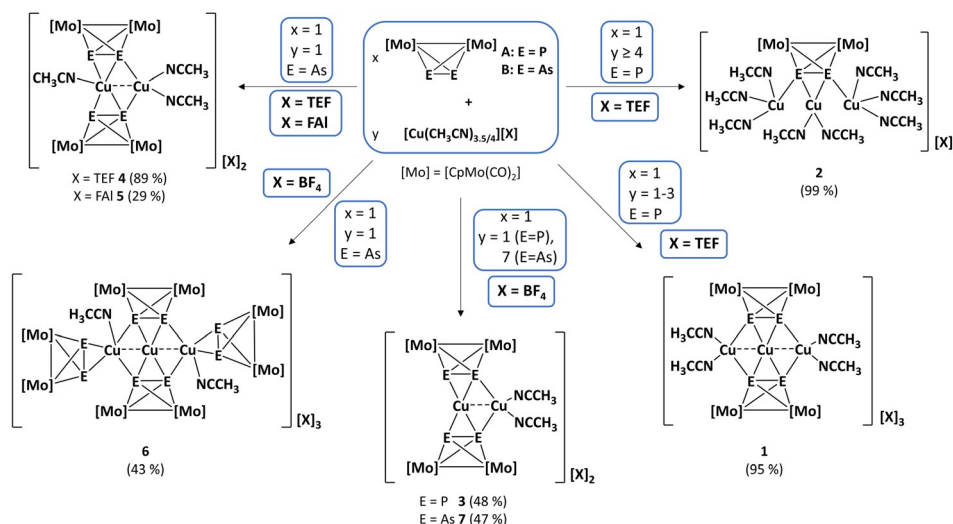 [Mo] [Mo]
E E
CH₃CN NCCH₃
Cu Cu
NCCH₃
E E
[Mo] [Mo]
[X]₂
X = TEF 4 (89 %)
X = FAl 5 (29 %)
x = 1
y = 1
E = As
X = TEF
X = FAl
x
[Mo] [Mo]
E E
A: E = P
B: E = As
+
y [Cu(CH₃CN)₃.₅/₄][X]
[Mo] = [CpMo(CO)₂]
x = 1
y ≥ 4
E = P
X = TEF
[Mo] [Mo]
H₃CCN E E NCCH₃
H₃CCN Cu Cu Cu NCCH₃
H₃CCN NCCH₃
H₃CCN NCCH₃
[X]
2
(99 %)
X = BF₄
x = 1
y = 1
E = As
x = 1
y = 1 (E=P),
7 (E=As)
X = BF₄
x = 1
y = 1-3
E = P
X = TEF
[Mo] [Mo]
H₃CCN
[Mo] E E [Mo]
E E
Cu Cu Cu
E E
[Mo] E E NCCH₃ [Mo]
[Mo] [Mo]
[X]₃
6
(43 %)
[Mo] [Mo]
E E
NCCH₃
Cu Cu
NCCH₃
E E
[Mo] [Mo]
[X]₂
E = P 3 (48 %)
E = As 7 (47 %)
[Mo] [Mo]
E E
H₃CCN NCCH₃
Cu Cu Cu
H₃CCN NCCH₃
E E
[Mo] [Mo]
[X]₃
1
(95 %)